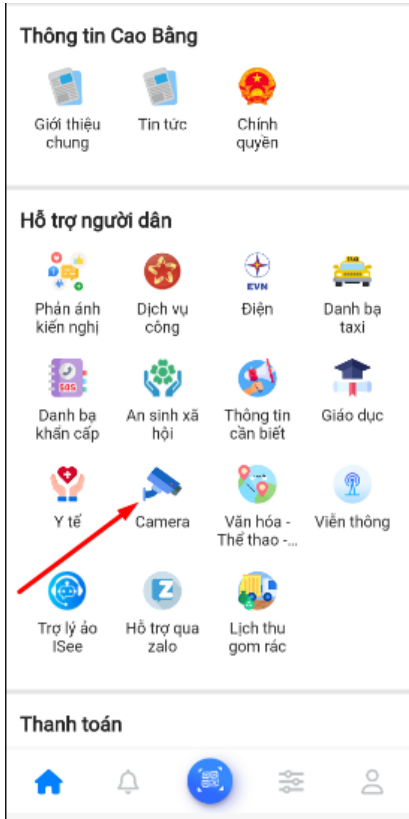 Thông tin Cao Bằng
Giới thiệu chung
Tin tức
Chính quyền
Hỗ trợ người dân
Phản ánh kiến nghị
Dịch vụ công
EVN
Điện
TAXI
Danh bạ taxi
SOS
Danh bạ khẩn cấp
An sinh xã hội
Thông tin cần biết
Giáo dục
Y tế
Camera
Văn hóa - Thể thao -...
Viễn thông
Trợ lý ảo ISee
Z
Hỗ trợ qua zalo
Lịch thu gom rác
Thanh toán